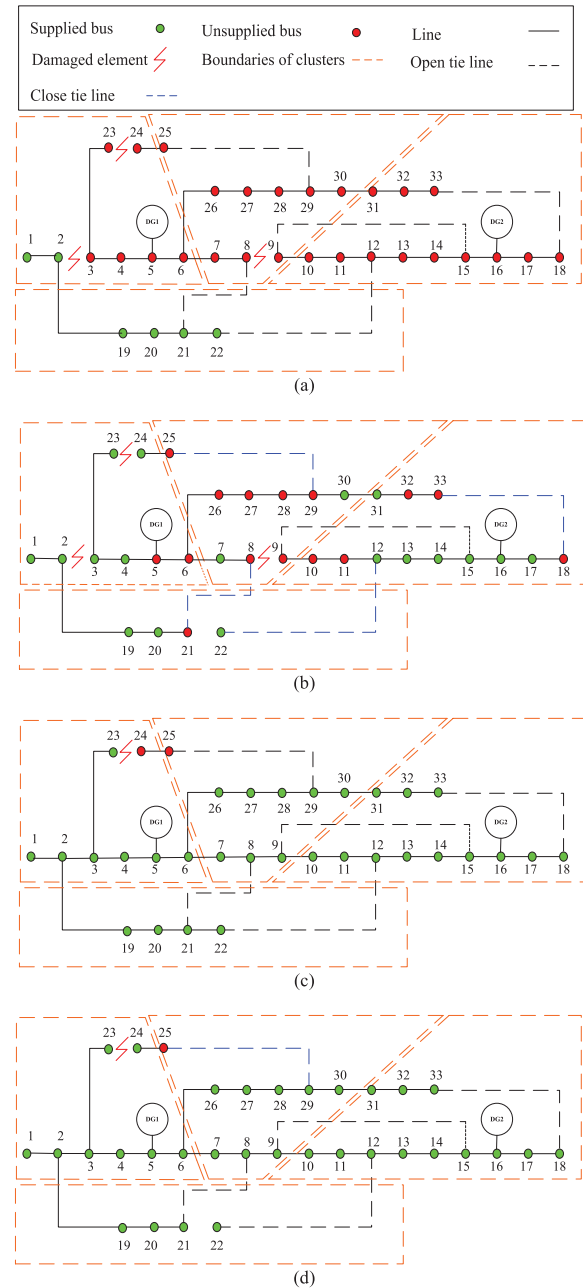 Supplied bus Unsupplied bus Line
Damaged element Boundaries of clusters Open tie line
Close tie line
23 24 25
30 32 33
26 27 28 29 31
DG1 DG2
1 2 8 9 12
3 4 5 6 7 10 11 13 14 15 16 17 18
19 20 21 22
(a)
23 24 25
30 32 33
26 27 28 29 31
DG1 DG2
1 2 8 9 12
3 4 5 6 7 10 11 13 14 15 16 17 18
19 20 21 22
(b)
23 24 25
30 32 33
26 27 28 29 31
DG1 DG2
1 2 9
3 4 5 6 7 8 10 11 12 13 14 15 16 17 18
19 20 21 22
(c)
23 24 25
30 32 33
26 27 28 29 31
DG1 DG2
1 2 8 9 12
3 4 5 6 7 10 11 13 14 15 16 17 18
19 20 21 22
(d)